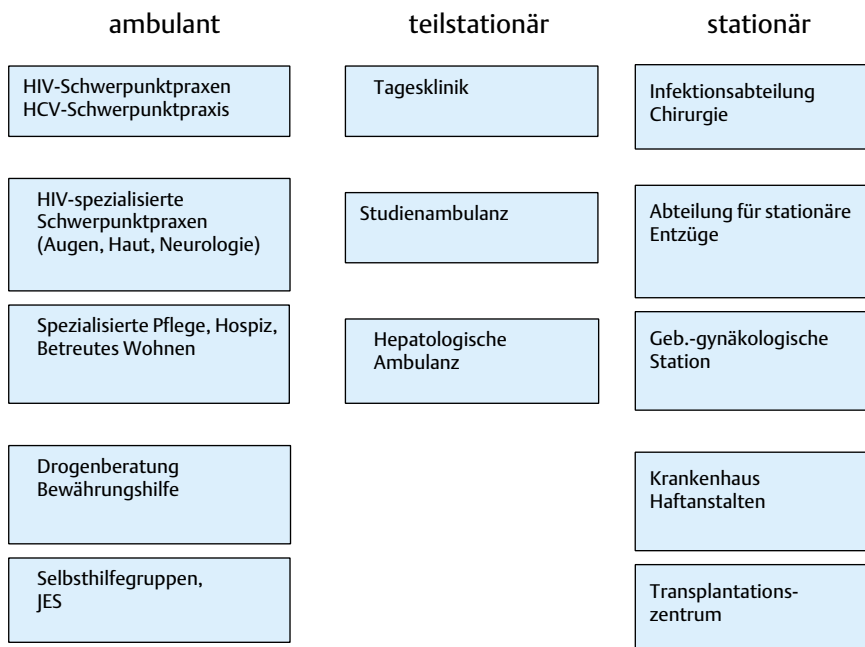 ambulant
HIV-Schwerpunktpraxen
HCV-Schwerpunktpraxis
HIV-spezialisierte
Schwerpunktpraxen
(Augen, Haut, Neurologie)
Spezialisierte Pflege, Hospiz,
Betreutes Wohnen
Drogenberatung
Bewährungshilfe
Selbsthilfegruppen,
JES
teilstationär
Tagesklinik
Studienambulanz
Hepatologische
Ambulanz
stationär
Infektionsabteilung
Chirurgie
Abteilung für stationäre
Entzüge
Geb.-gynäkologische
Station
Krankenhaus
Haftanstalten
Transplantations-
zentrum